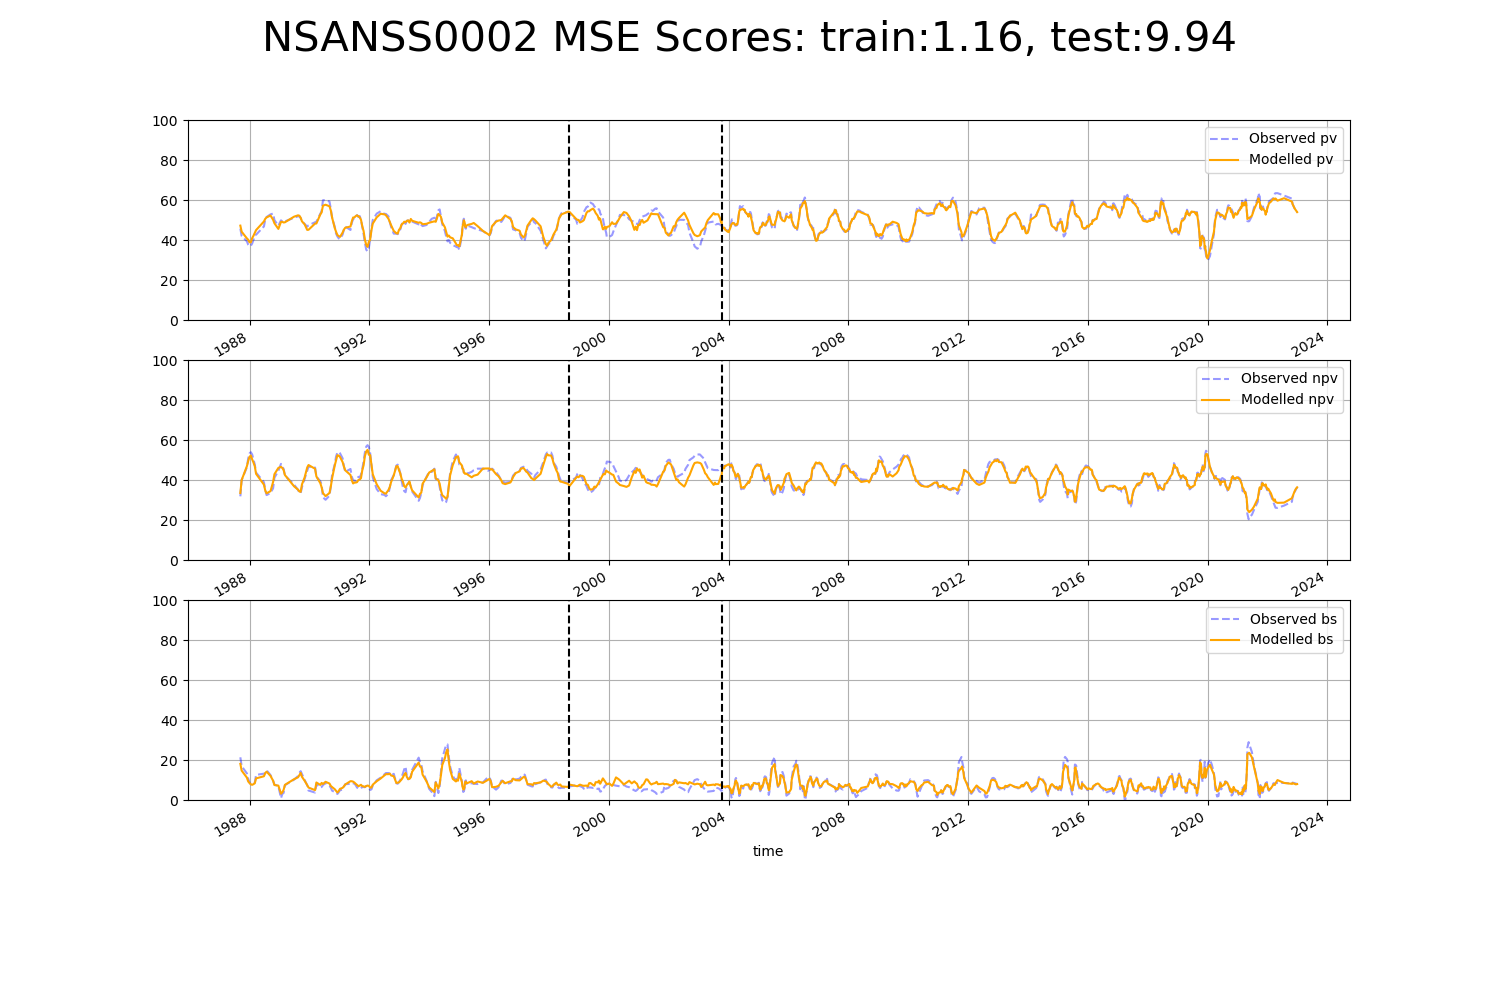 NSANSS0002 MSE Scores: train:1.16, test:9.94
100
80
60
40
20
0
Observed pv
Modelled pv
1988 1992 1996 2000 2004 2008 2012 2016 2020 2024
100
80
60
40
20
0
Observed npv
Modelled npv
1988 1992 1996 2000 2004 2008 2012 2016 2020 2024
100
80
60
40
20
0
Observed bs
Modelled bs
1988 1992 1996 2000 2004 2008 2012 2016 2020 2024
time